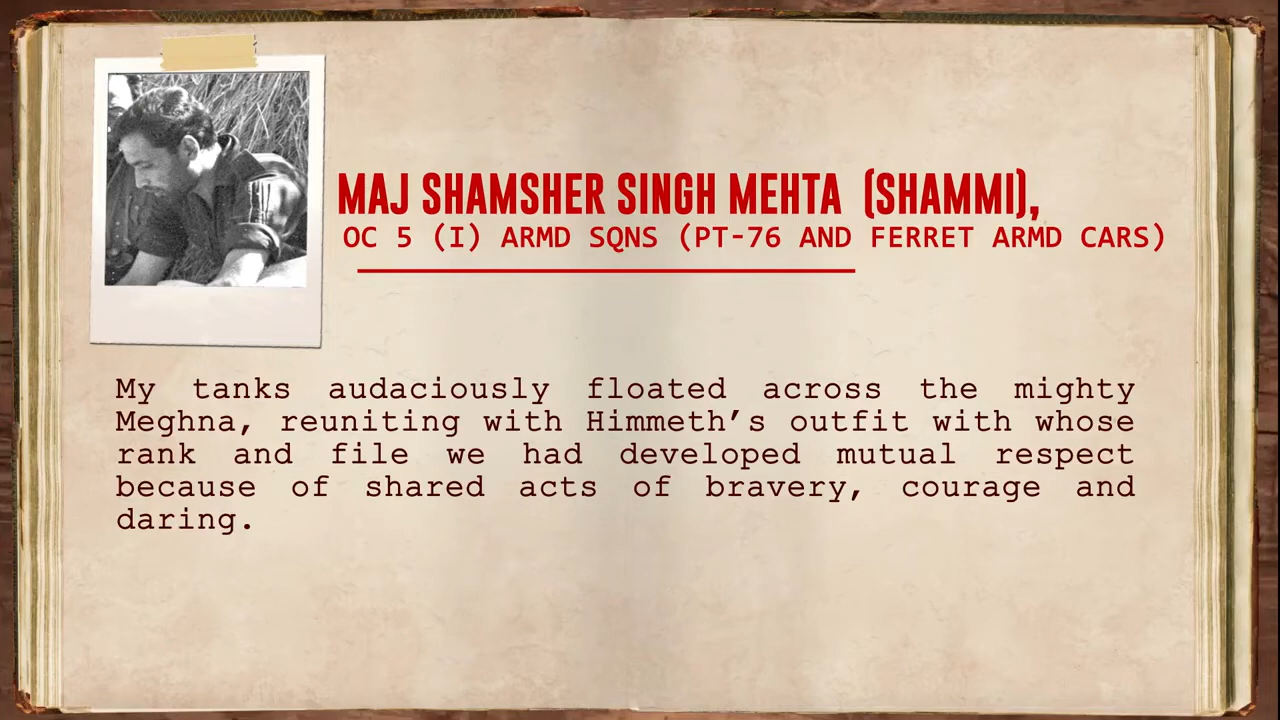 MAJ SHAMSHER SINGH MEHTA (SHAMMI),
OC 5 (I) ARMD SQNS (PT-76 AND FERRET ARMD CARS)
My tanks audaciously floated across the mighty
Meghna, reuniting with Himmeth’s outfit with whose
rank and file we had developed mutual respect
because of shared acts of bravery, courage and
daring.